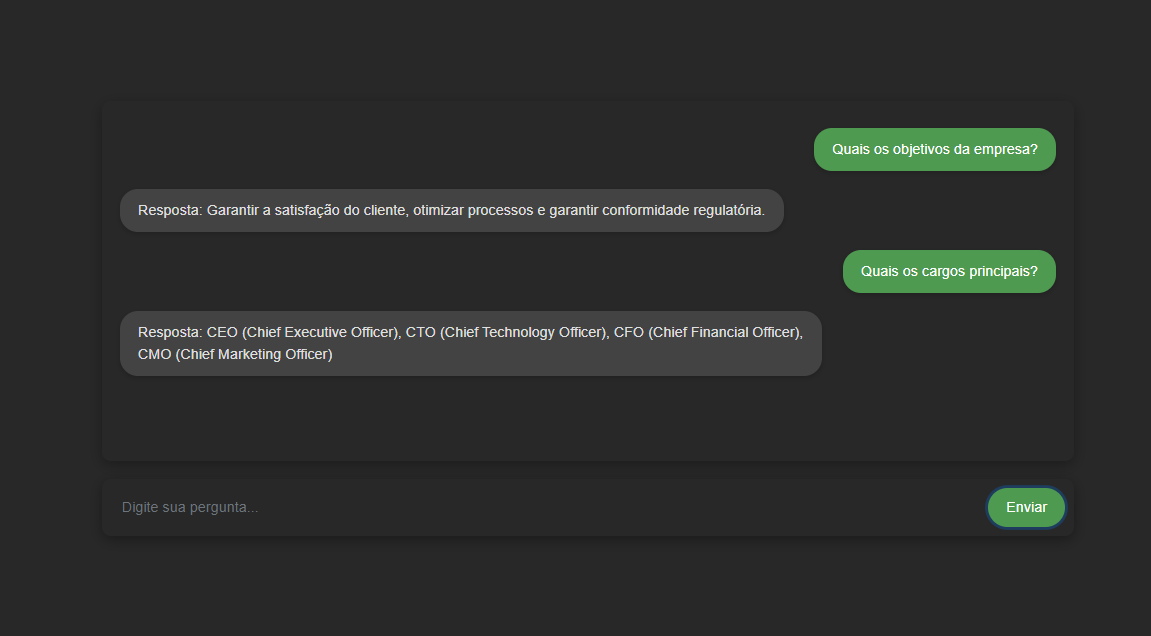 Quais os objetivos da empresa?
Resposta: Garantir a satisfação do cliente, otimizar processos e garantir conformidade regulatória.
Quais os cargos principais?
Resposta: CEO (Chief Executive Officer), CTO (Chief Technology Officer), CFO (Chief Financial Officer),
CMO (Chief Marketing Officer)
Digite sua pergunta...
Enviar